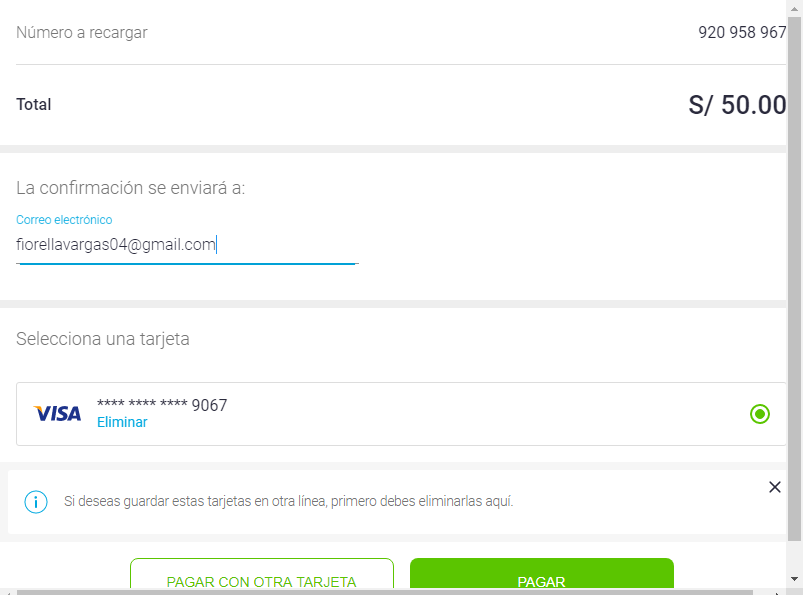 Número a recargar
920 958 967
Total
S/ 50.00
La confirmación se enviará a:
Correo electrónico
fiorellavargas04@gmail.com
Selecciona una tarjeta
VISA
**** **** **** 9067
Eliminar
Si deseas guardar estas tarjetas en otra línea, primero debes eliminarlas aquí.
PAGAR CON OTRA TARJETA
PAGAR